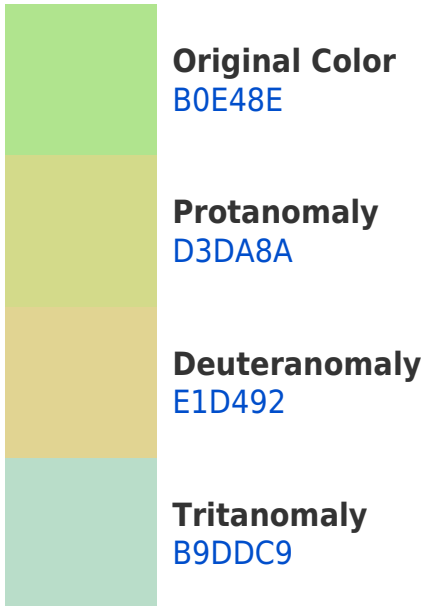 Original Color
B0E48E
Protanomaly
D3DA8A
Deuteranomaly
E1D492
Tritanomaly
B9DDC9